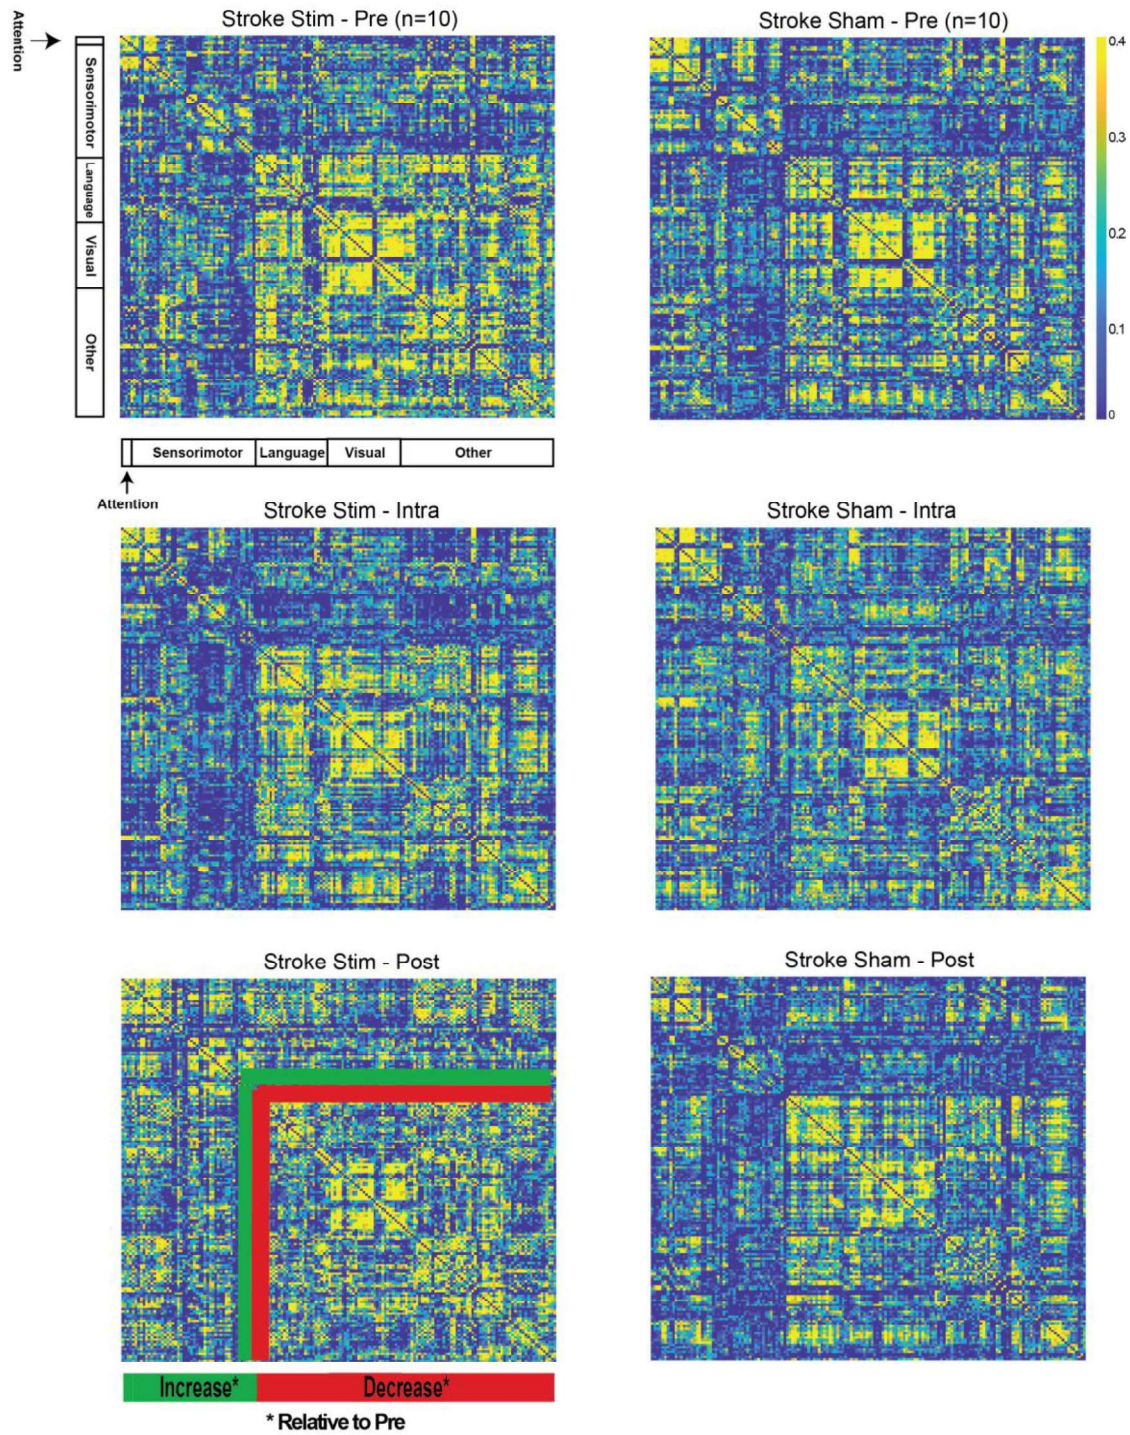 Stroke Stim - Pre (n=10)
Stroke Sham - Pre (n=10)
Attention
Sensorimotor
Language
Visual
Other
0.4
0.3
0.2
0.1
0
Sensorimotor
Language
Visual
Other
Attention
Stroke Stim - Intra
Stroke Sham - Intra
Stroke Stim - Post
Stroke Sham - Post
Increase*
Decrease*
* Relative to Pre